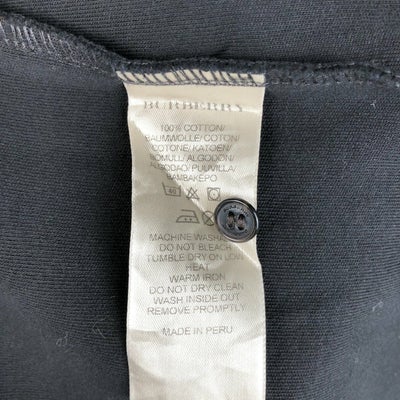 BURBERRY
100% COTTON/
BAUMWOLLE/ COTON/
COTONE/ KATOEN/
BOMULL/ ALGODON/
ALGODAO/ PUUVILLA/
ΒΑΜΒΑΚΕΡΟ
40
MACHINE
DO NOT BLEACH
TUMBLE DRY ON LOW
HEAT
WARM IRON
DO NOT DRY CLEAN
WASH INSIDE OUT
REMOVE PROMPTLY
MADE IN PERU